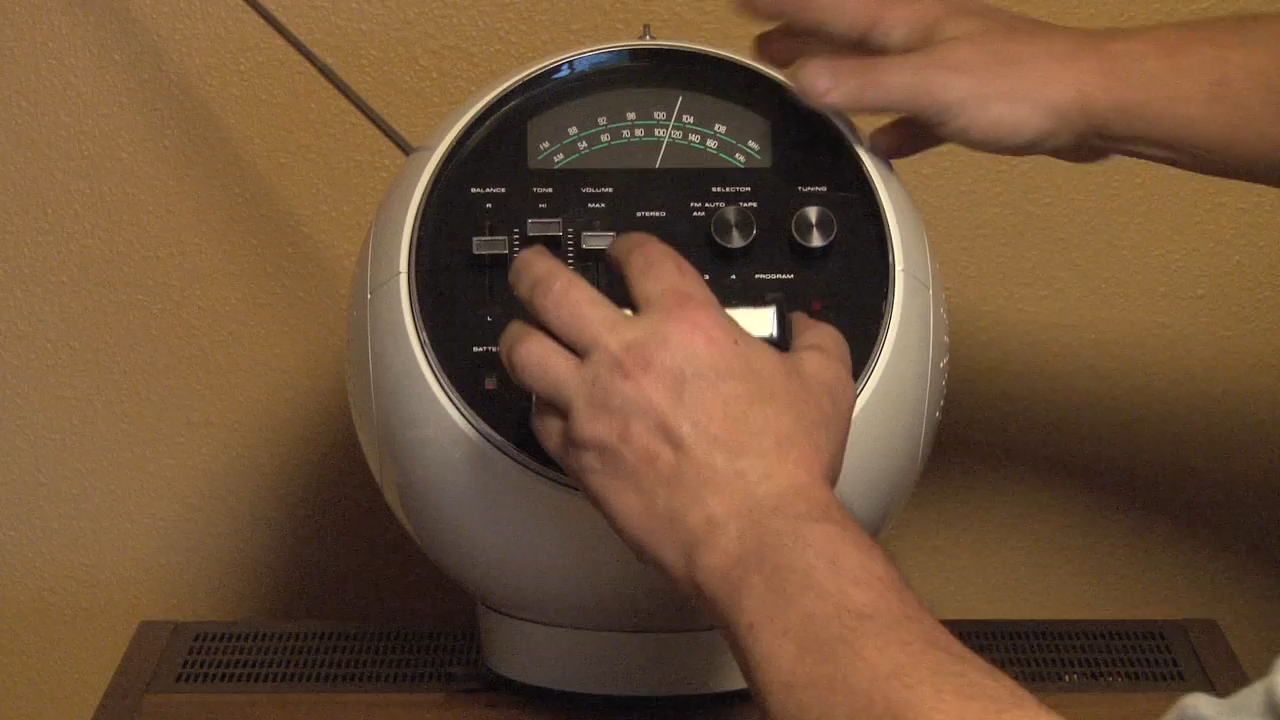 FM 88 92 96 100 104 108 MHz
AM 54 60 70 80 100 120 140 160 KHz
BALANCE TONE VOLUME SELECTOR TUNING
R HI MAX FM AUTO TAPE
STEREO AM
3 4 PROGRAM
L